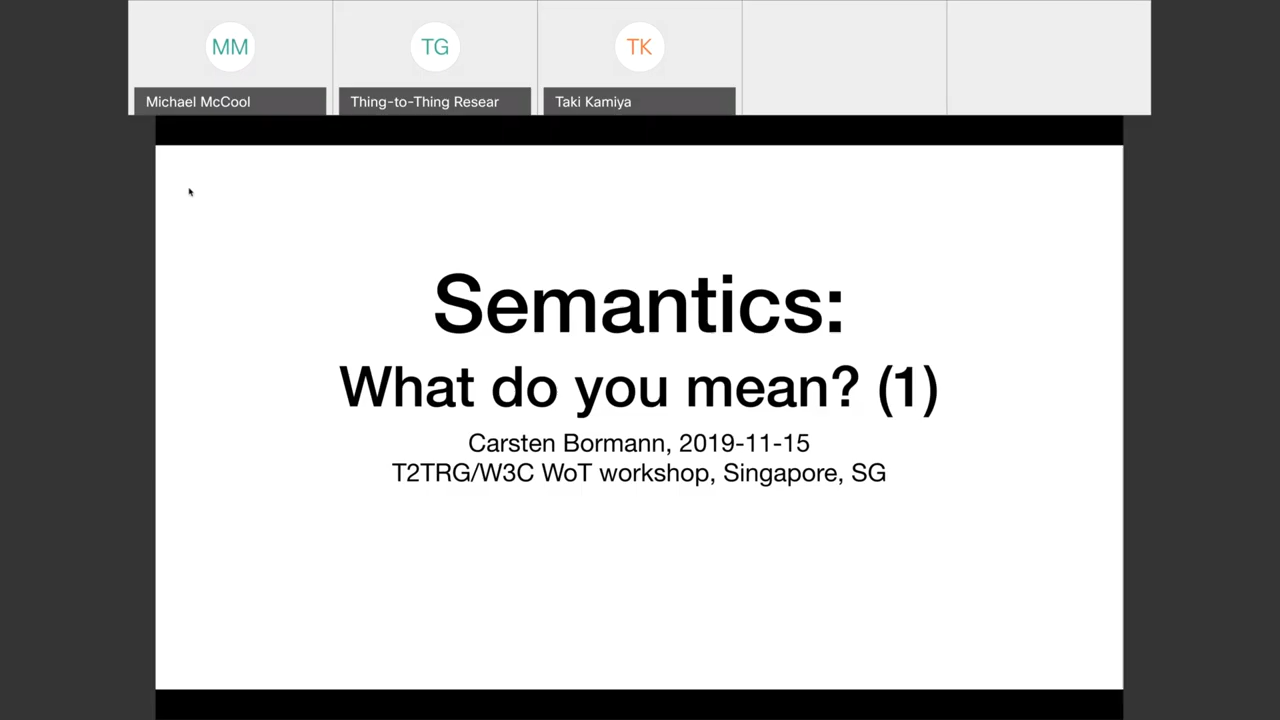 MM
TG
TK
Michael McCool
Thing-to-Thing Resear
Taki Kamiya
Semantics:
What do you mean? (1)
Carsten Bormann, 2019-11-15
T2TRG/W3C WoT workshop, Singapore, SG